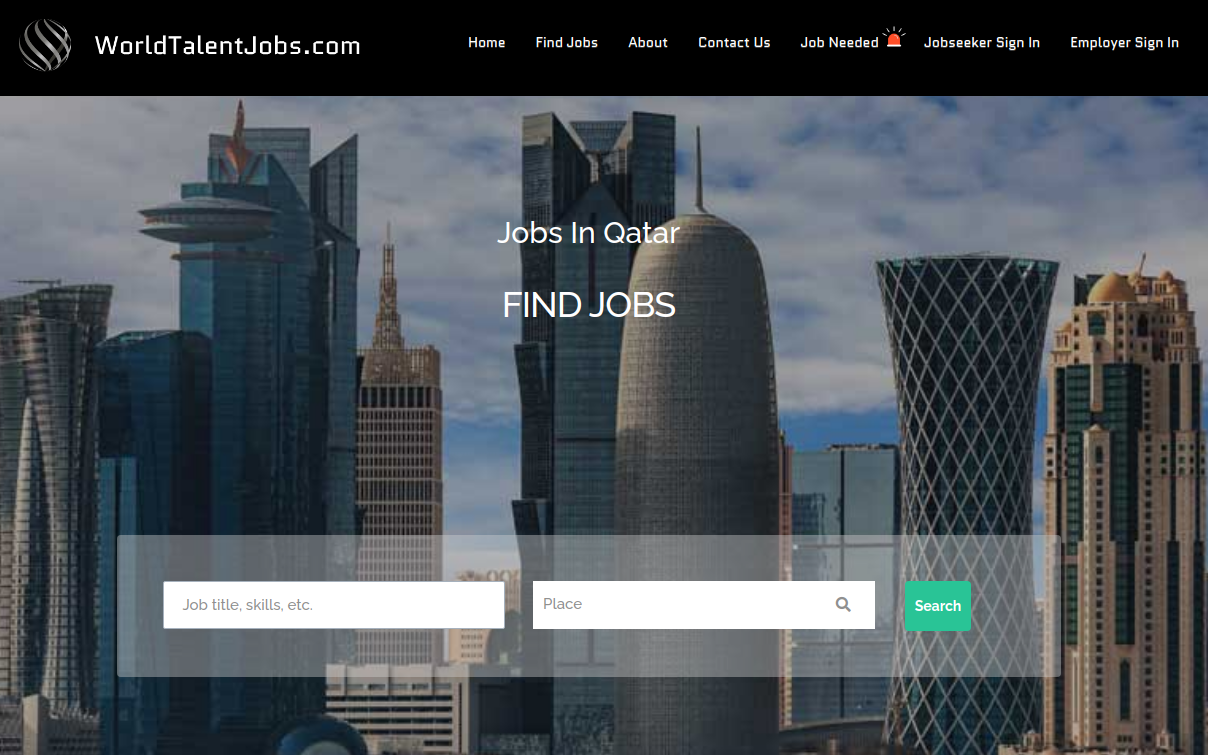 WorldTalentJobs.com
Home Find Jobs About Contact Us Job Needed Jobseeker Sign In Employer Sign In
Jobs In Qatar
FIND JOBS
Job title, skills, etc. Place Search